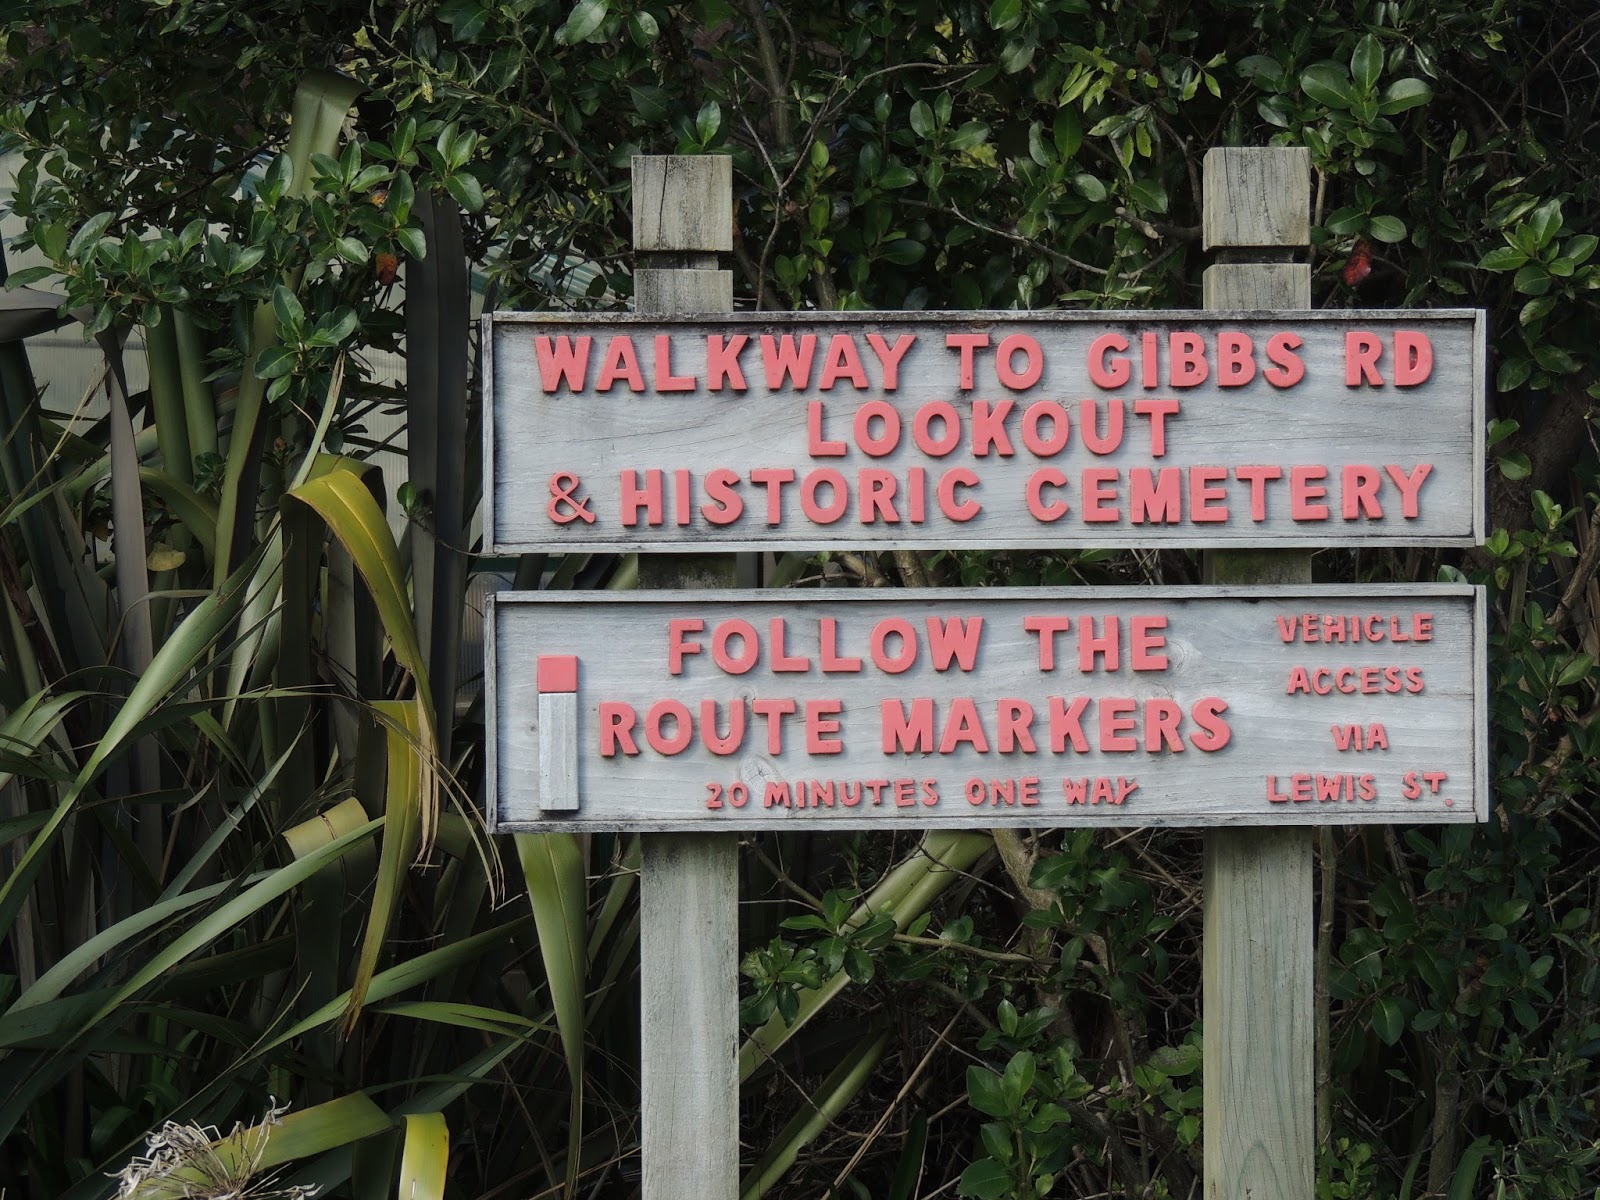 WALKWAY TO GIBBS RD
LOOKOUT
& HISTORIC CEMETERY
FOLLOW THE
ROUTE MARKERS
20 MINUTES ONE WAY
VEHICLE
ACCESS
VIA
LEWIS ST.